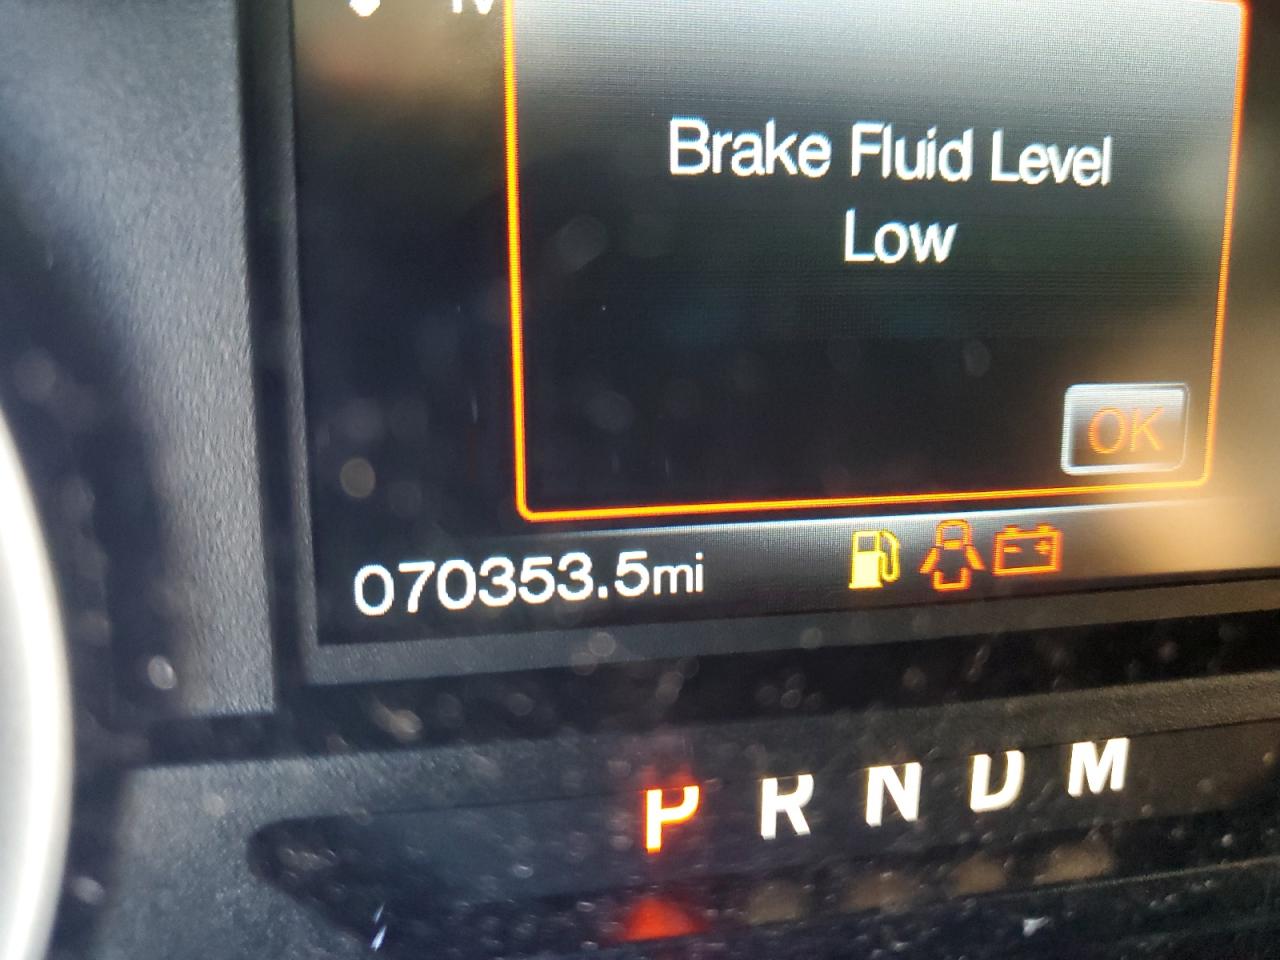 Brake Fluid Level
Low
OK
070353.5mi
P R N D M